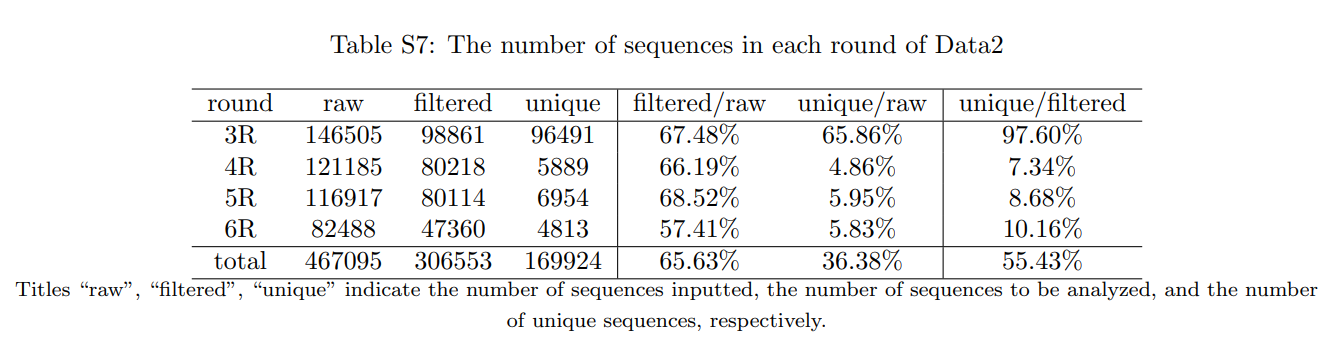 Table S7: The number of sequences in each round of Data2
round raw filtered unique filtered/raw unique/raw unique/filtered
3R 146505 98861 96491 67.48% 65.86% 97.60%
4R 121185 80218 5889 66.19% 4.86% 7.34%
5R 116917 80114 6954 68.52% 5.95% 8.68%
6R 82488 47360 4813 57.41% 5.83% 10.16%
total 467095 306553 169924 65.63% 36.38% 55.43%
Titles “raw”, “filtered”, “unique” indicate the number of sequences inputted, the number of sequences to be analyzed, and the number
of unique sequences, respectively.